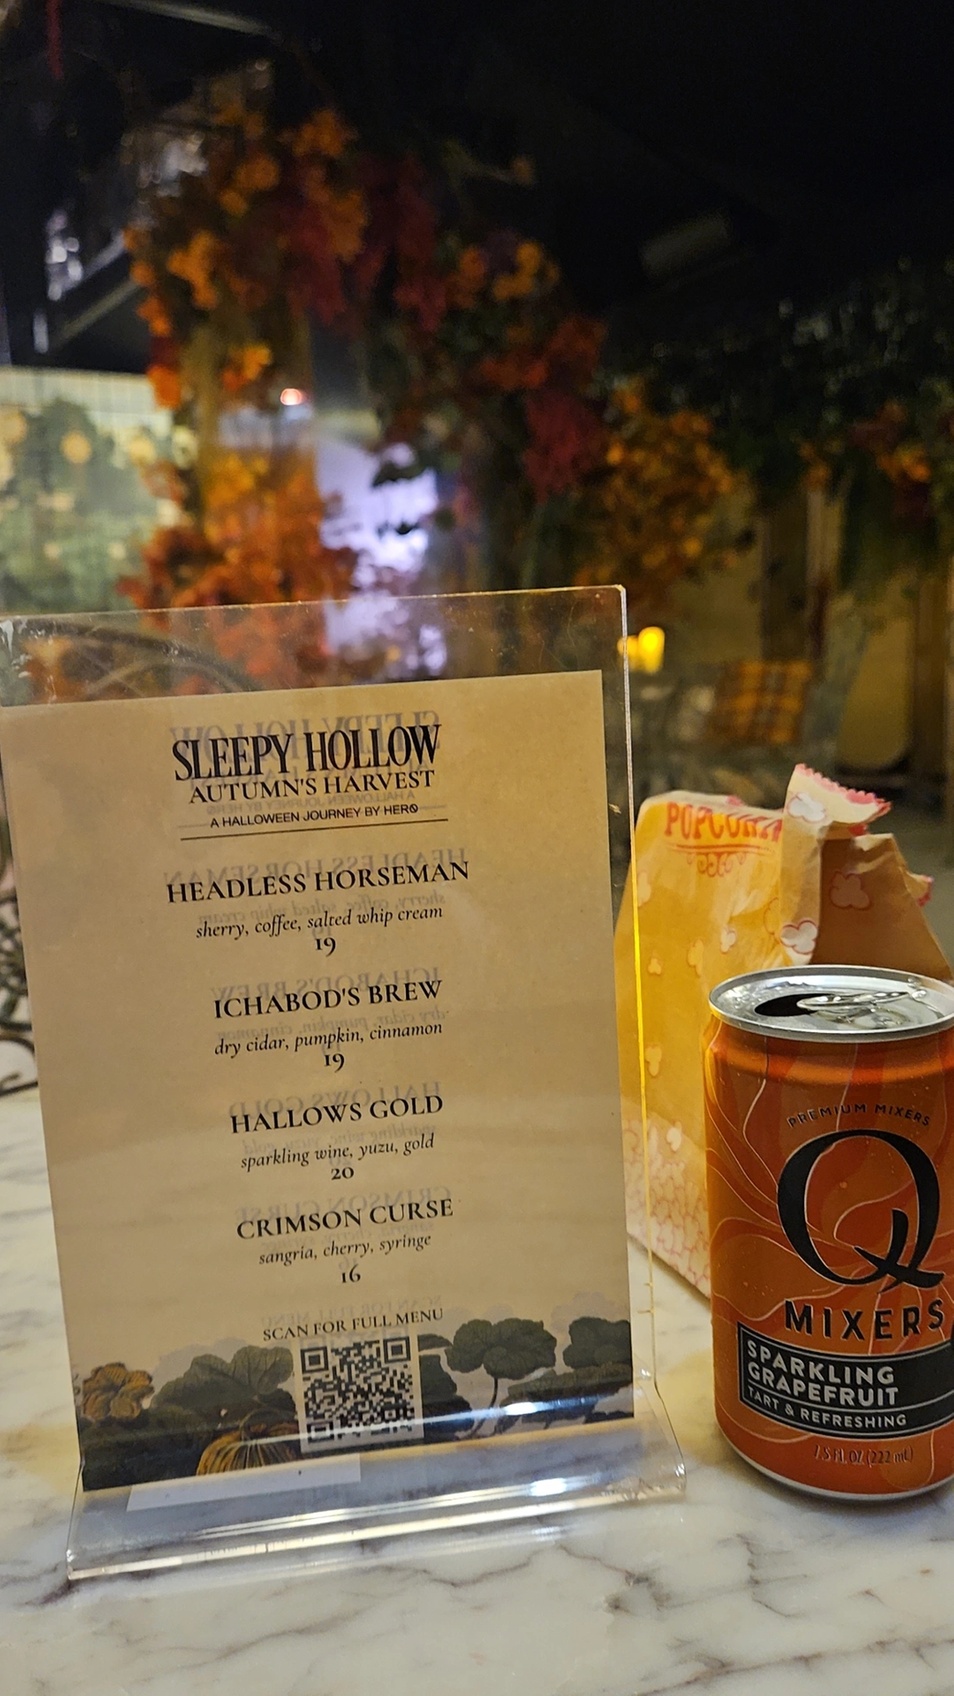 SLEEPY HOLLOW
AUTUMN'S HARVEST
A HALLOWEEN JOURNEY BY HERO
HEADLESS HORSEMAN
sherry, coffee, salted whip cream
19
ICHABOD'S BREW
dry cidar, pumpkin, cinnamon
19
HALLOWS GOLD
sparkling wine, yuzu, gold
20
CRIMSON CURSE
sangria, cherry, syringe
16
SCAN FOR FULL MENU
POPCORN
PREMIUM MIXERS
Q
MIXERS
SPARKLING
GRAPEFRUIT
TART & REFRESHING
7.5 FL OZ (222 mL)